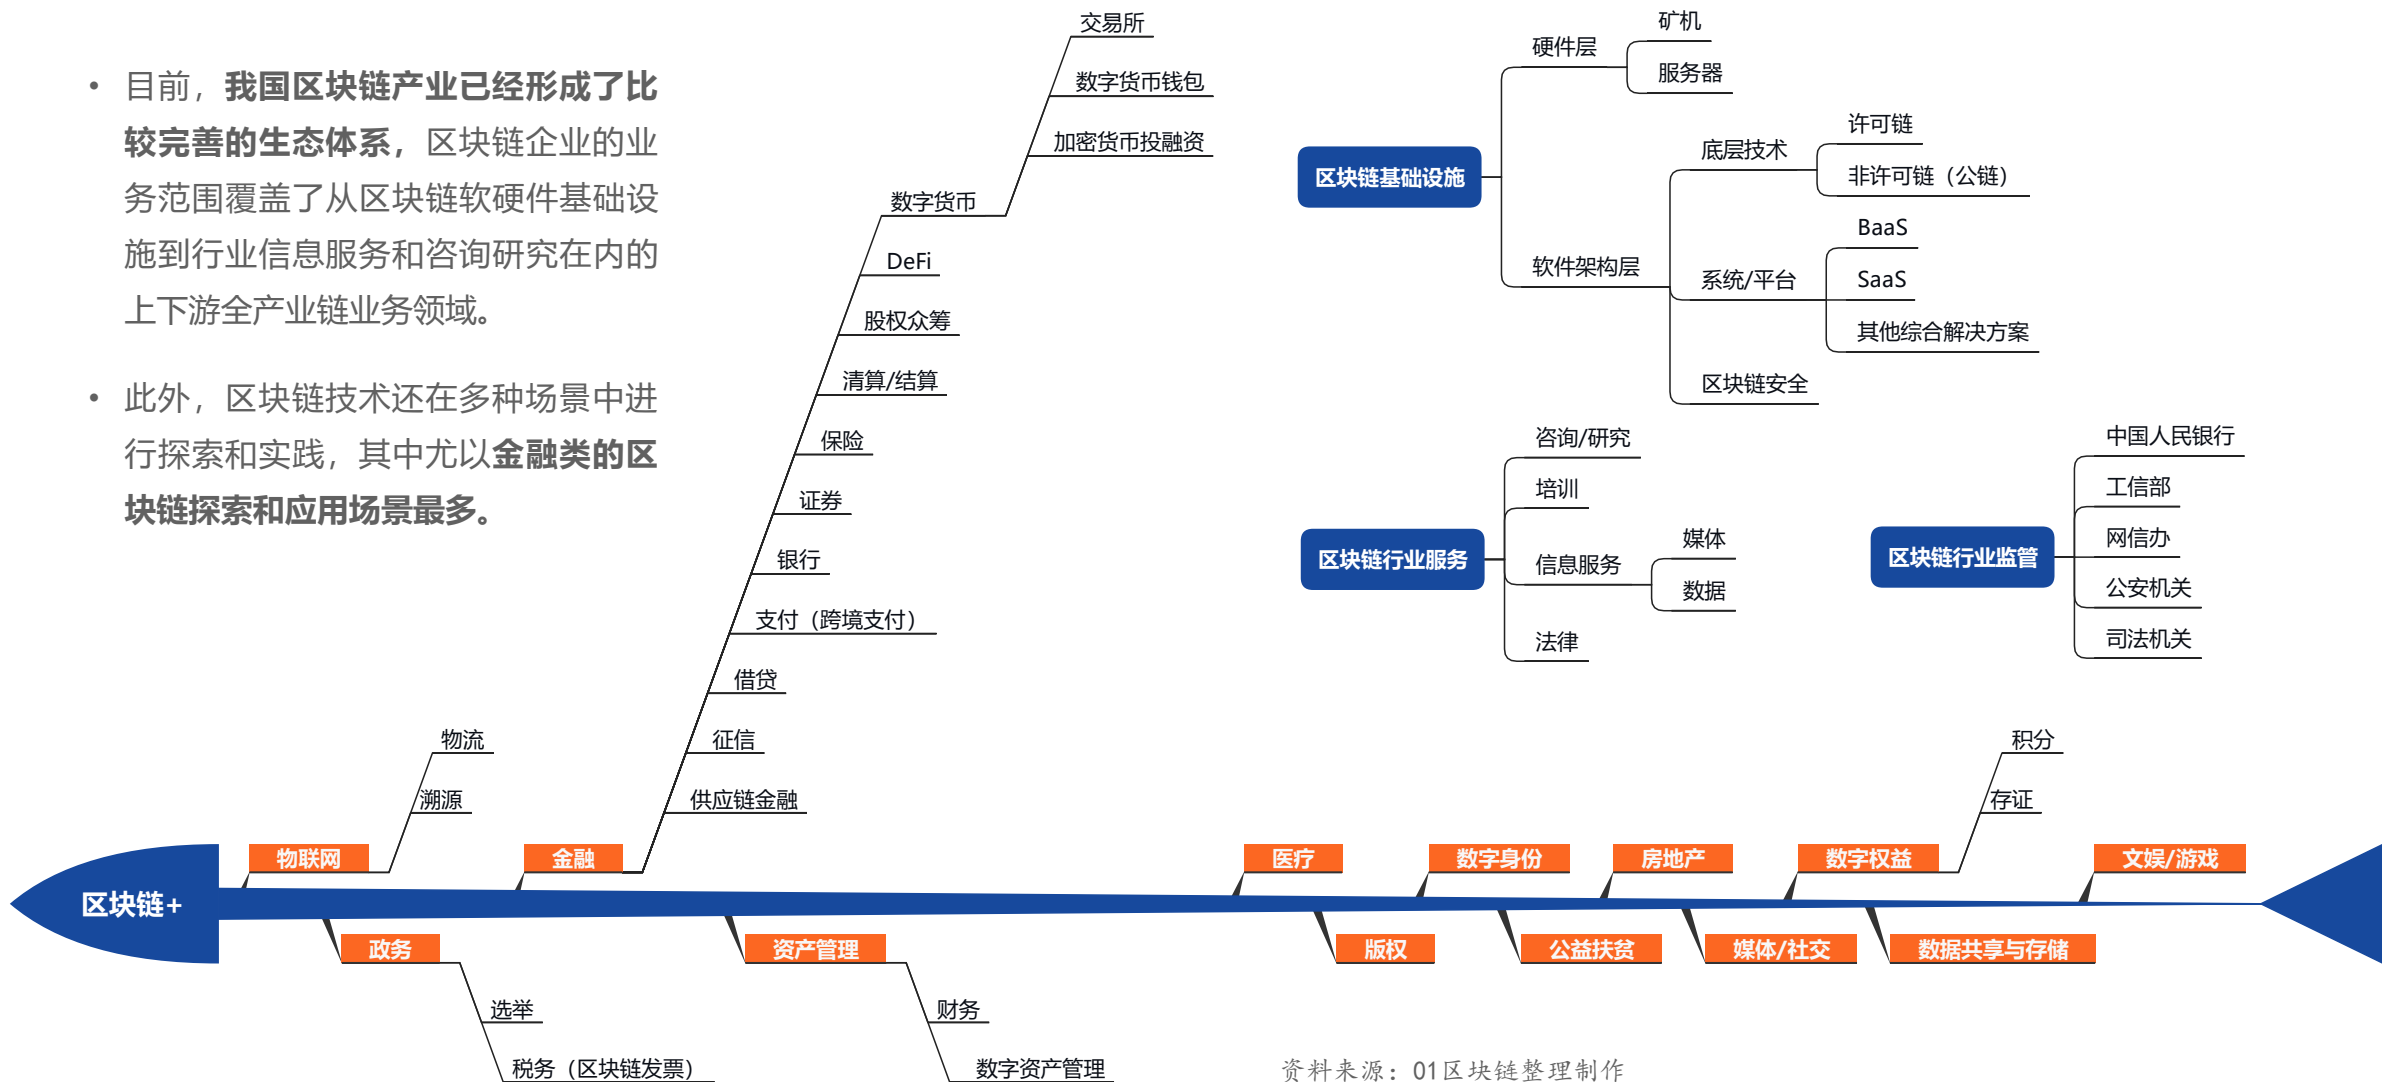 • 目前，我国区块链产业已经形成了比
较完善的生态体系，区块链企业的业
务范围覆盖了从区块链软硬件基础设
施到行业信息服务和咨询研究在内的
上下游全产业链业务领域。
• 此外，区块链技术还在多种场景中进
行探索和实践，其中尤以金融类的区
块链探索和应用场景最多。
交易所
数字货币钱包
加密货币投融资
数字货币
DeFi
股权众筹
清算/结算
保险
证券
银行
支付（跨境支付）
借贷
征信
供应链金融
区块链基础设施
硬件层
矿机
服务器
软件架构层
底层技术
许可链
非许可链（公链）
系统/平台
BaaS
SaaS
其他综合解决方案
区块链安全
区块链行业服务
咨询/研究
培训
信息服务
媒体
数据
法律
区块链行业监管
中国人民银行
工信部
网信办
公安机关
司法机关
物流
溯源
积分
存证
物联网
金融
医疗
数字身份
房地产
数字权益
文娱/游戏
区块链+
政务
资产管理
版权
公益扶贫
媒体/社交
数据共享与存储
选举
税务（区块链发票）
财务
数字资产管理
资料来源：01区块链整理制作